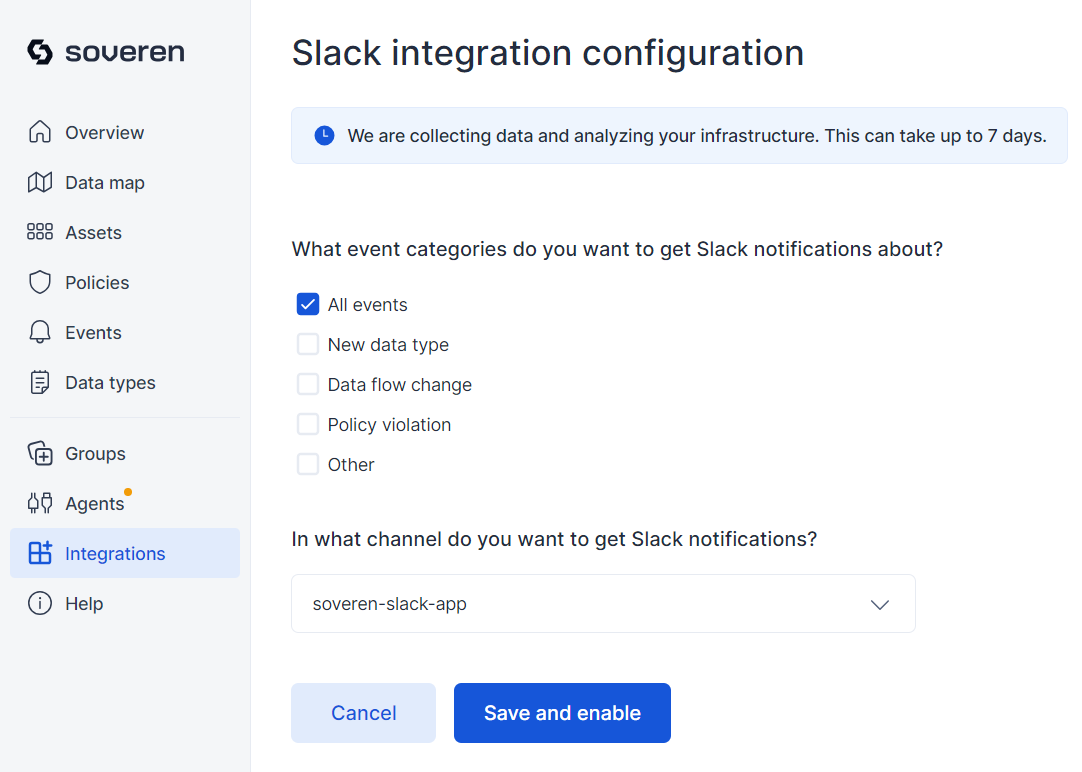 soveren
Overview
Data map
Assets
Policies
Events
Data types
Groups
Agents
Integrations
Help
Slack integration configuration
We are collecting data and analyzing your infrastructure. This can take up to 7 days.
What event categories do you want to get Slack notifications about?
All events
New data type
Data flow change
Policy violation
Other
In what channel do you want to get Slack notifications?
soveren-slack-app
Cancel
Save and enable